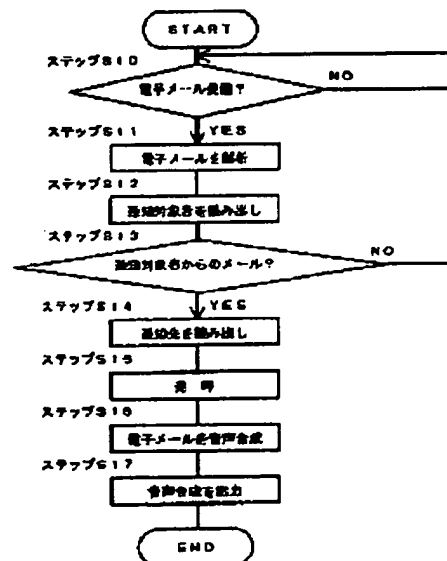 START
ステップS10
電子メール受信?
NO
ステップS11
YES
電子メールを解析
ステップS12
通知対象者を読み出し
ステップS13
通知対象者からのメール?
NO
ステップS14
YES
通知先を読み出し
ステップS15
発呼
ステップS16
電子メールを音声合成
ステップS17
音声合成を出力
END